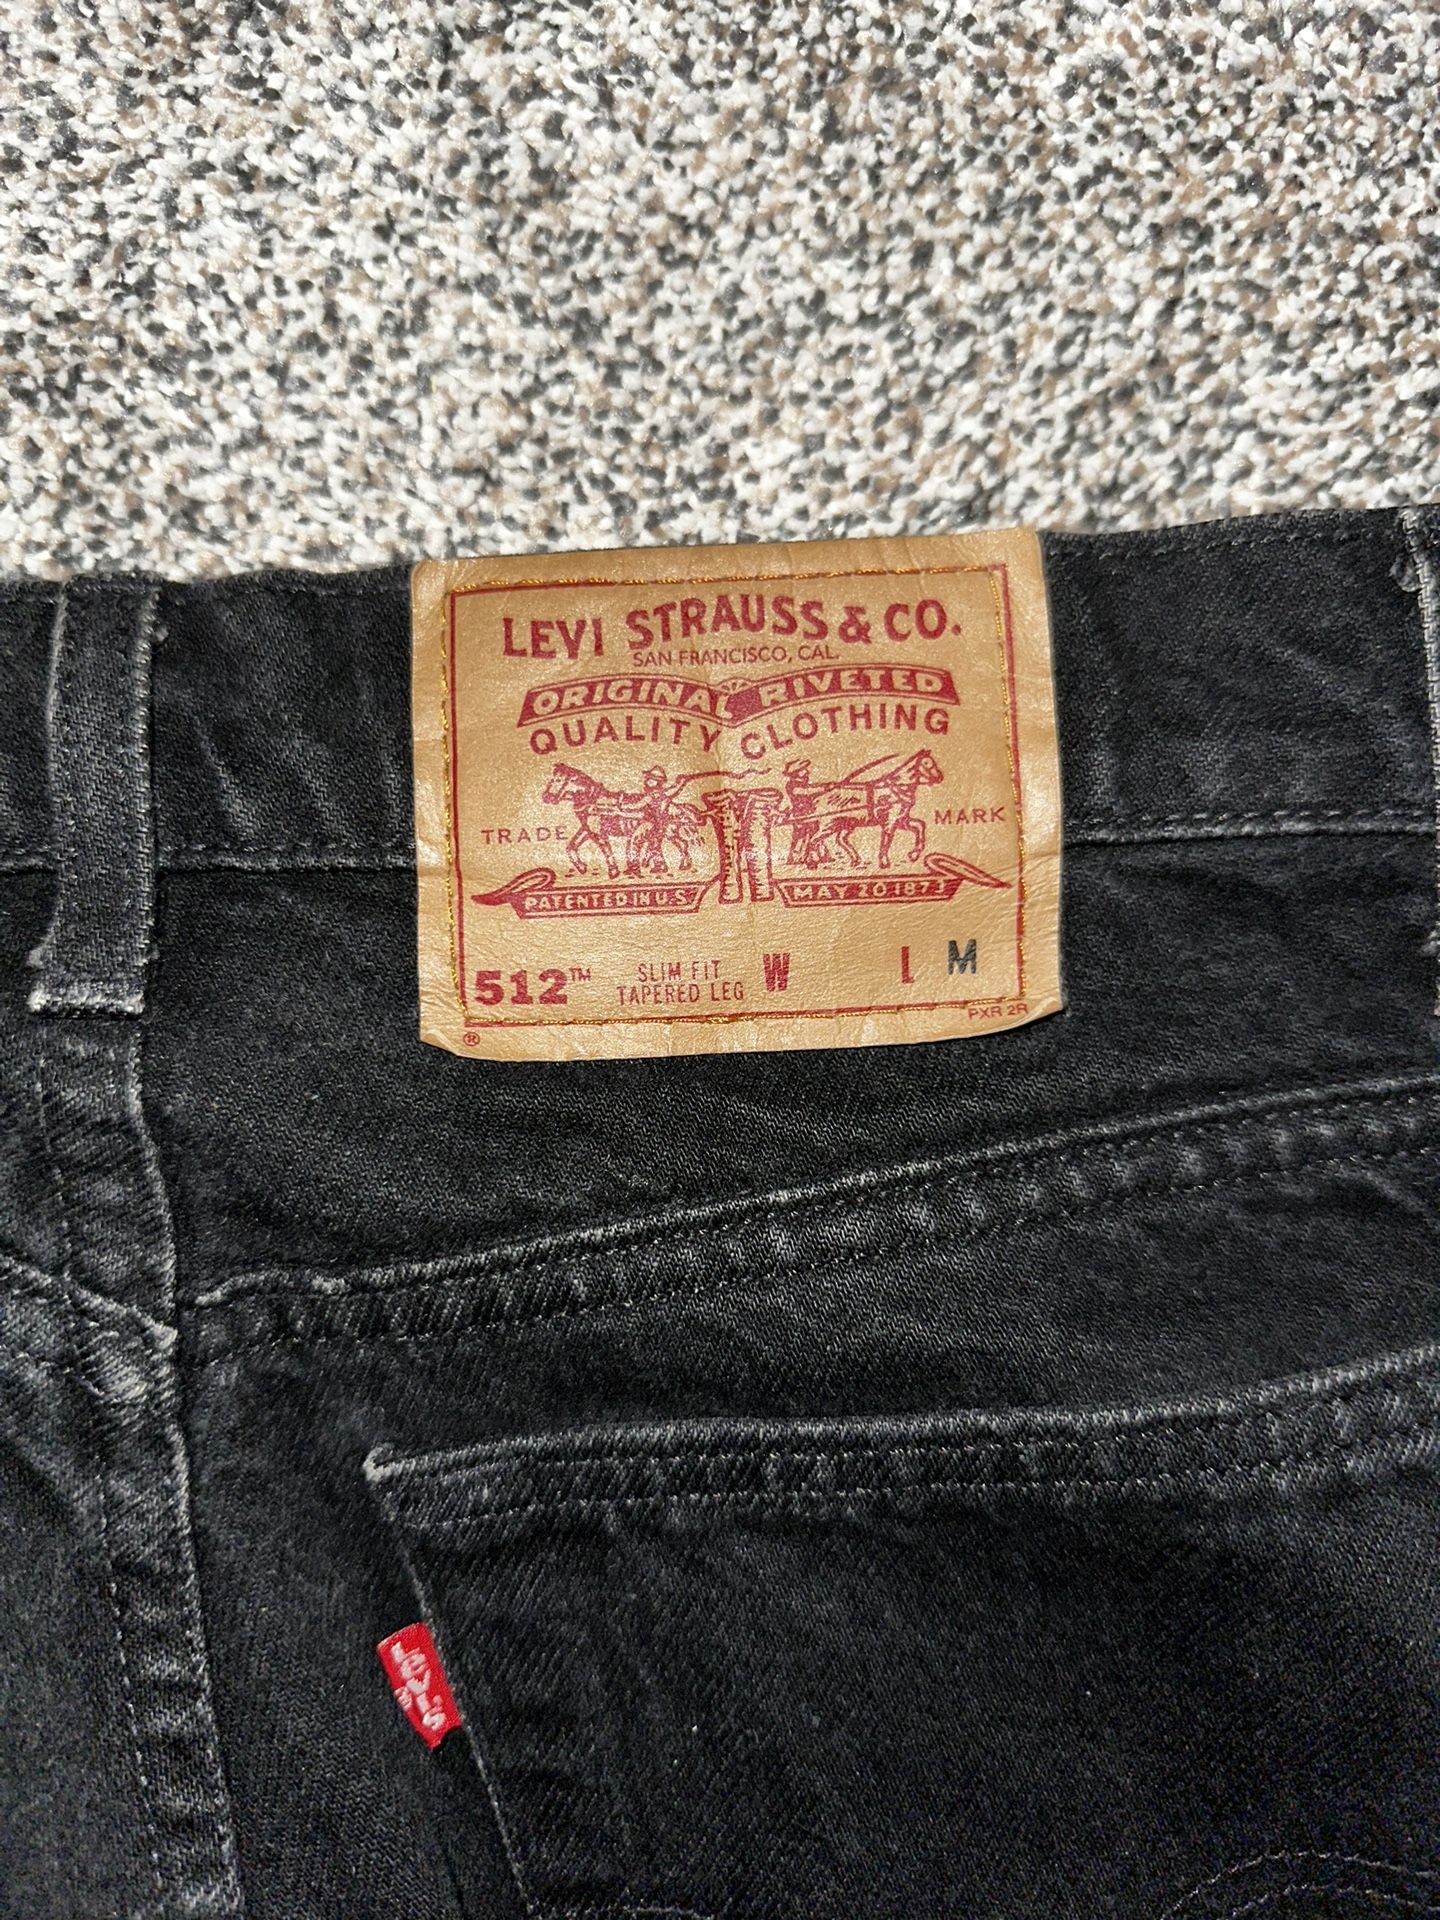 LEVI STRAUSS & CO.
SAN FRANCISCO, CAL.
ORIGINAL RIVETED
QUALITY CLOTHING
TRADE MARK
PATENTED IN U.S. MAY 20 1873
512™ SLIM FIT W L M
TAPERED LEG
® PXR 2R
LEVI'S